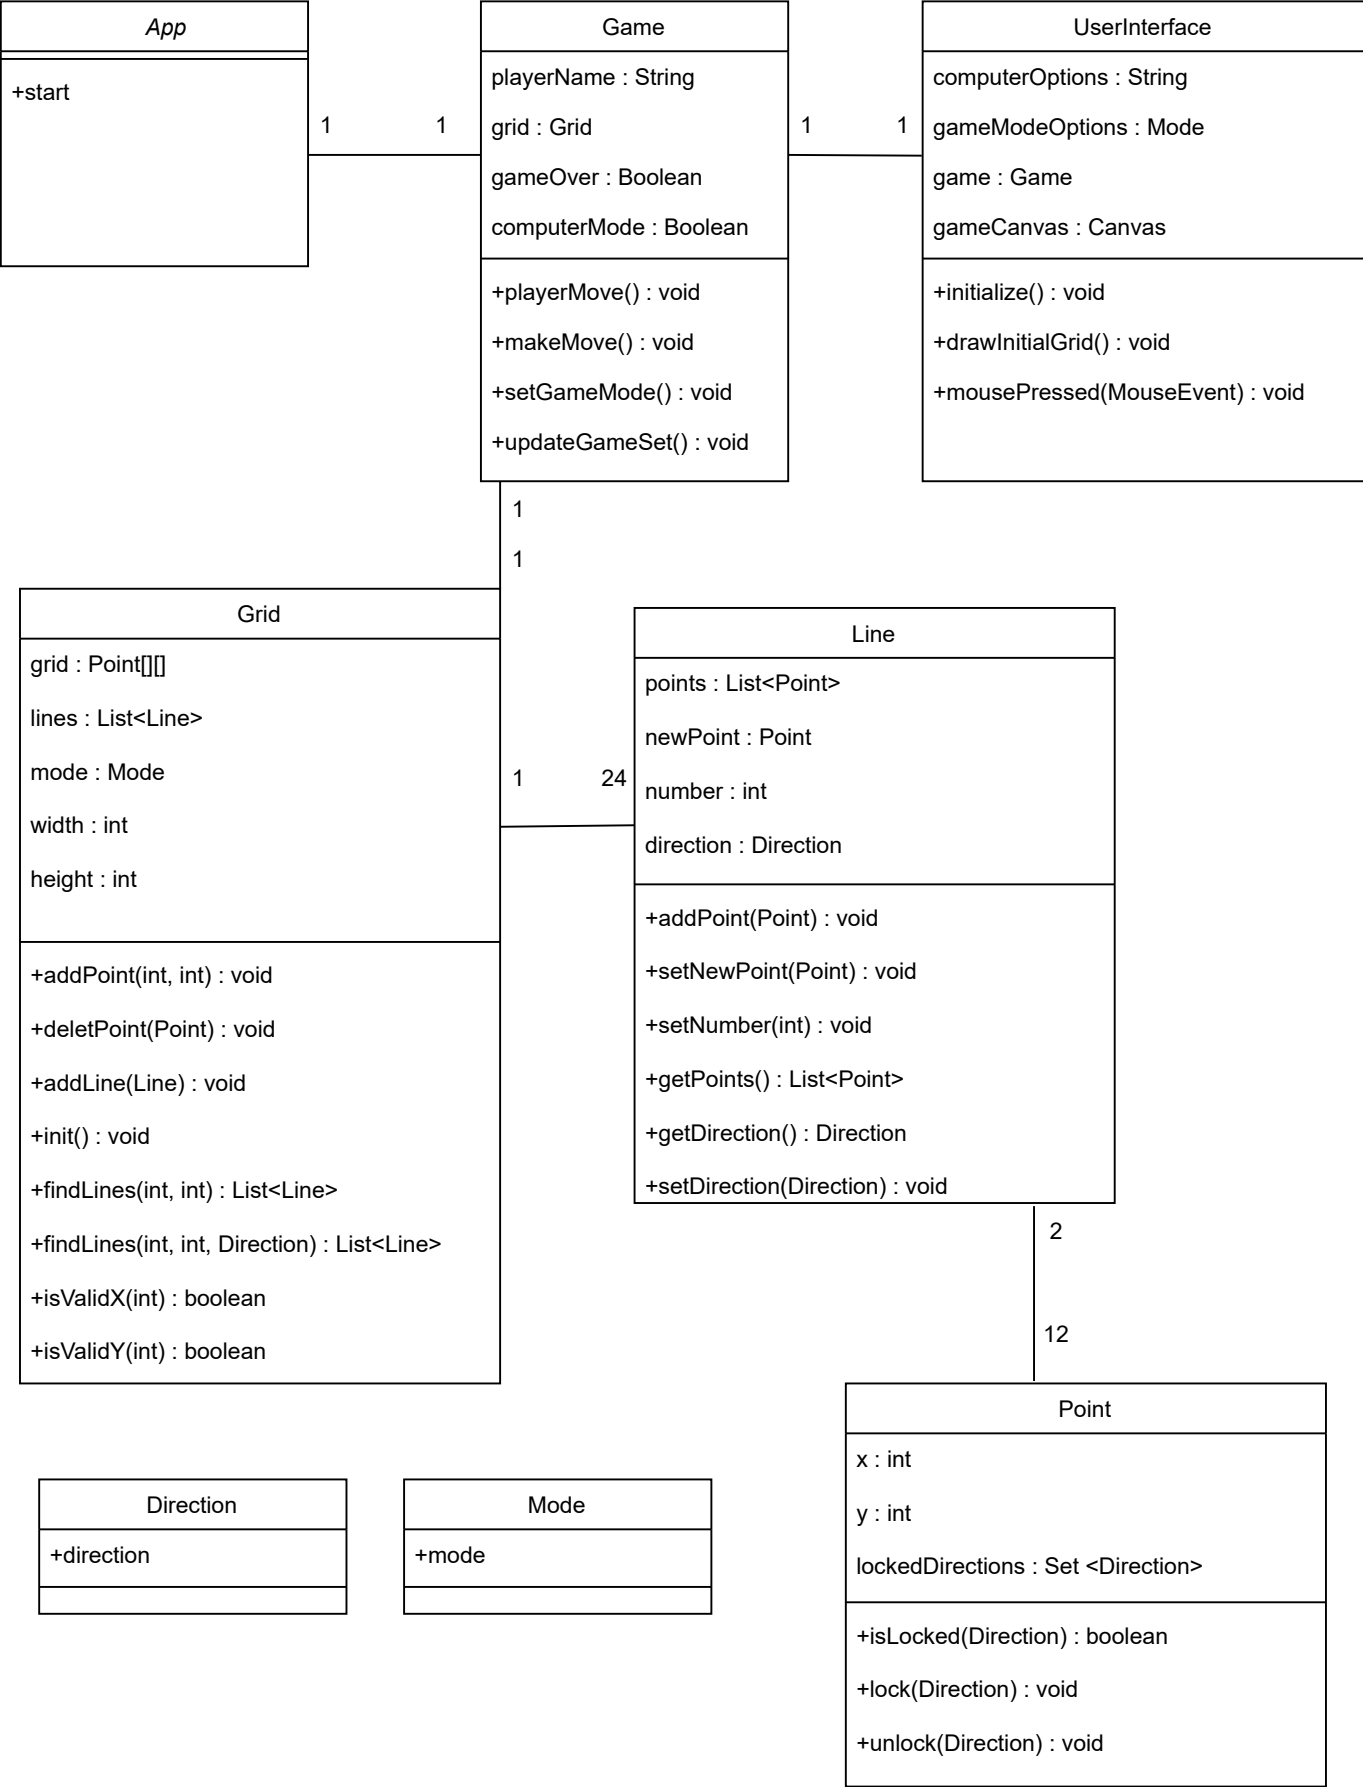 App
+start
1
1
Game
playerName : String
grid : Grid
gameOver : Boolean
computerMode : Boolean
+playerMove() : void
+makeMove() : void
+setGameMode() : void
+updateGameSet() : void
1
1
UserInterface
computerOptions : String
gameModeOptions : Mode
game : Game
gameCanvas : Canvas
+initialize() : void
+drawInitialGrid() : void
+mousePressed(MouseEvent) : void
1
1
Grid
grid : Point[][]
lines : List<Line>
mode : Mode
width : int
height : int
+addPoint(int, int) : void
+deletPoint(Point) : void
+addLine(Line) : void
+init() : void
+findLines(int, int) : List<Line>
+findLines(int, int, Direction) : List<Line>
+isValidX(int) : boolean
+isValidY(int) : boolean
1
24
Line
points : List<Point>
newPoint : Point
number : int
direction : Direction
+addPoint(Point) : void
+setNewPoint(Point) : void
+setNumber(int) : void
+getPoints() : List<Point>
+getDirection() : Direction
+setDirection(Direction) : void
2
12
Direction
+direction
Mode
+mode
Point
x : int
y : int
lockedDirections : Set <Direction>
+isLocked(Direction) : boolean
+lock(Direction) : void
+unlock(Direction) : void